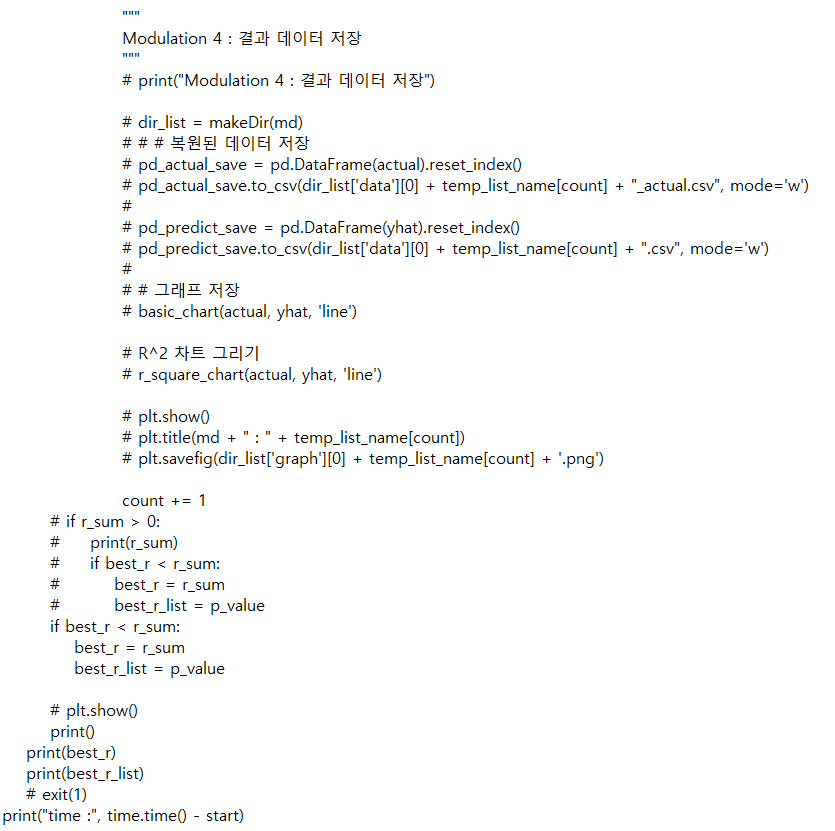 """
Modulation 4 : 결과 데이터 저장
"""
# print("Modulation 4 : 결과 데이터 저장")
# dir_list = makeDir(md)
# # # 복원된 데이터 저장
# pd_actual_save = pd.DataFrame(actual).reset_index()
# pd_actual_save.to_csv(dir_list['data'][0] + temp_list_name[count] + "_actual.csv", mode='w')
#
# pd_predict_save = pd.DataFrame(yhat).reset_index()
# pd_predict_save.to_csv(dir_list['data'][0] + temp_list_name[count] + ".csv", mode='w')
#
# # 그래프 저장
# basic_chart(actual, yhat, 'line')
# R^2 차트 그리기
# r_square_chart(actual, yhat, 'line')
# plt.show()
# plt.title(md + " : " + temp_list_name[count])
# plt.savefig(dir_list['graph'][0] + temp_list_name[count] + '.png')
count += 1
# if r_sum > 0:
#     print(r_sum)
#     if best_r < r_sum:
#         best_r = r_sum
#         best_r_list = p_value
if best_r < r_sum:
best_r = r_sum
best_r_list = p_value
# plt.show()
print()
print(best_r)
print(best_r_list)
# exit(1)
print("time :", time.time() - start)